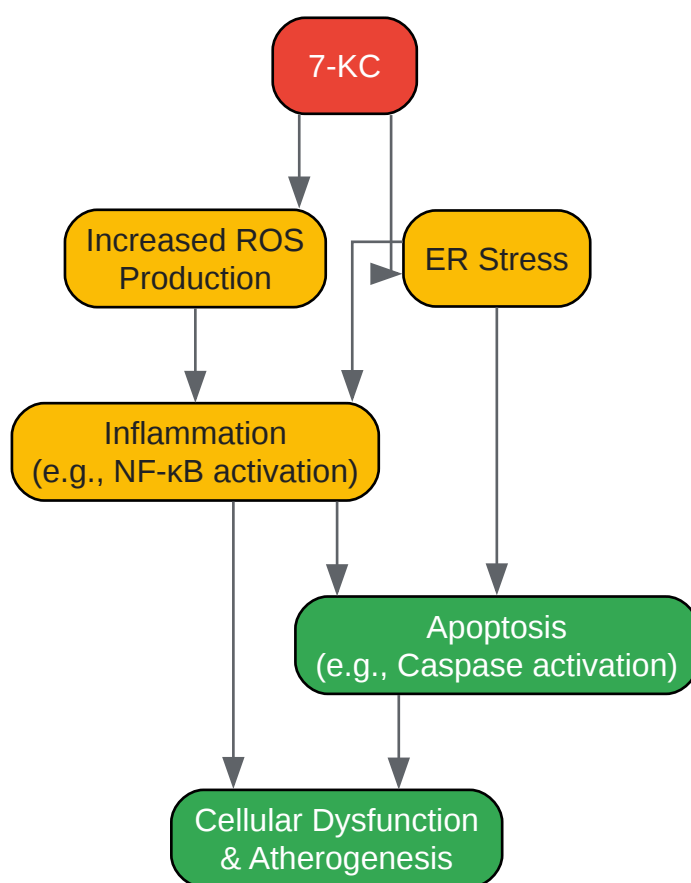 7-KC
Increased ROS
Production
ER Stress
Inflammation
(e.g., NF-κB activation)
Apoptosis
(e.g., Caspase activation)
Cellular Dysfunction
& Atherogenesis